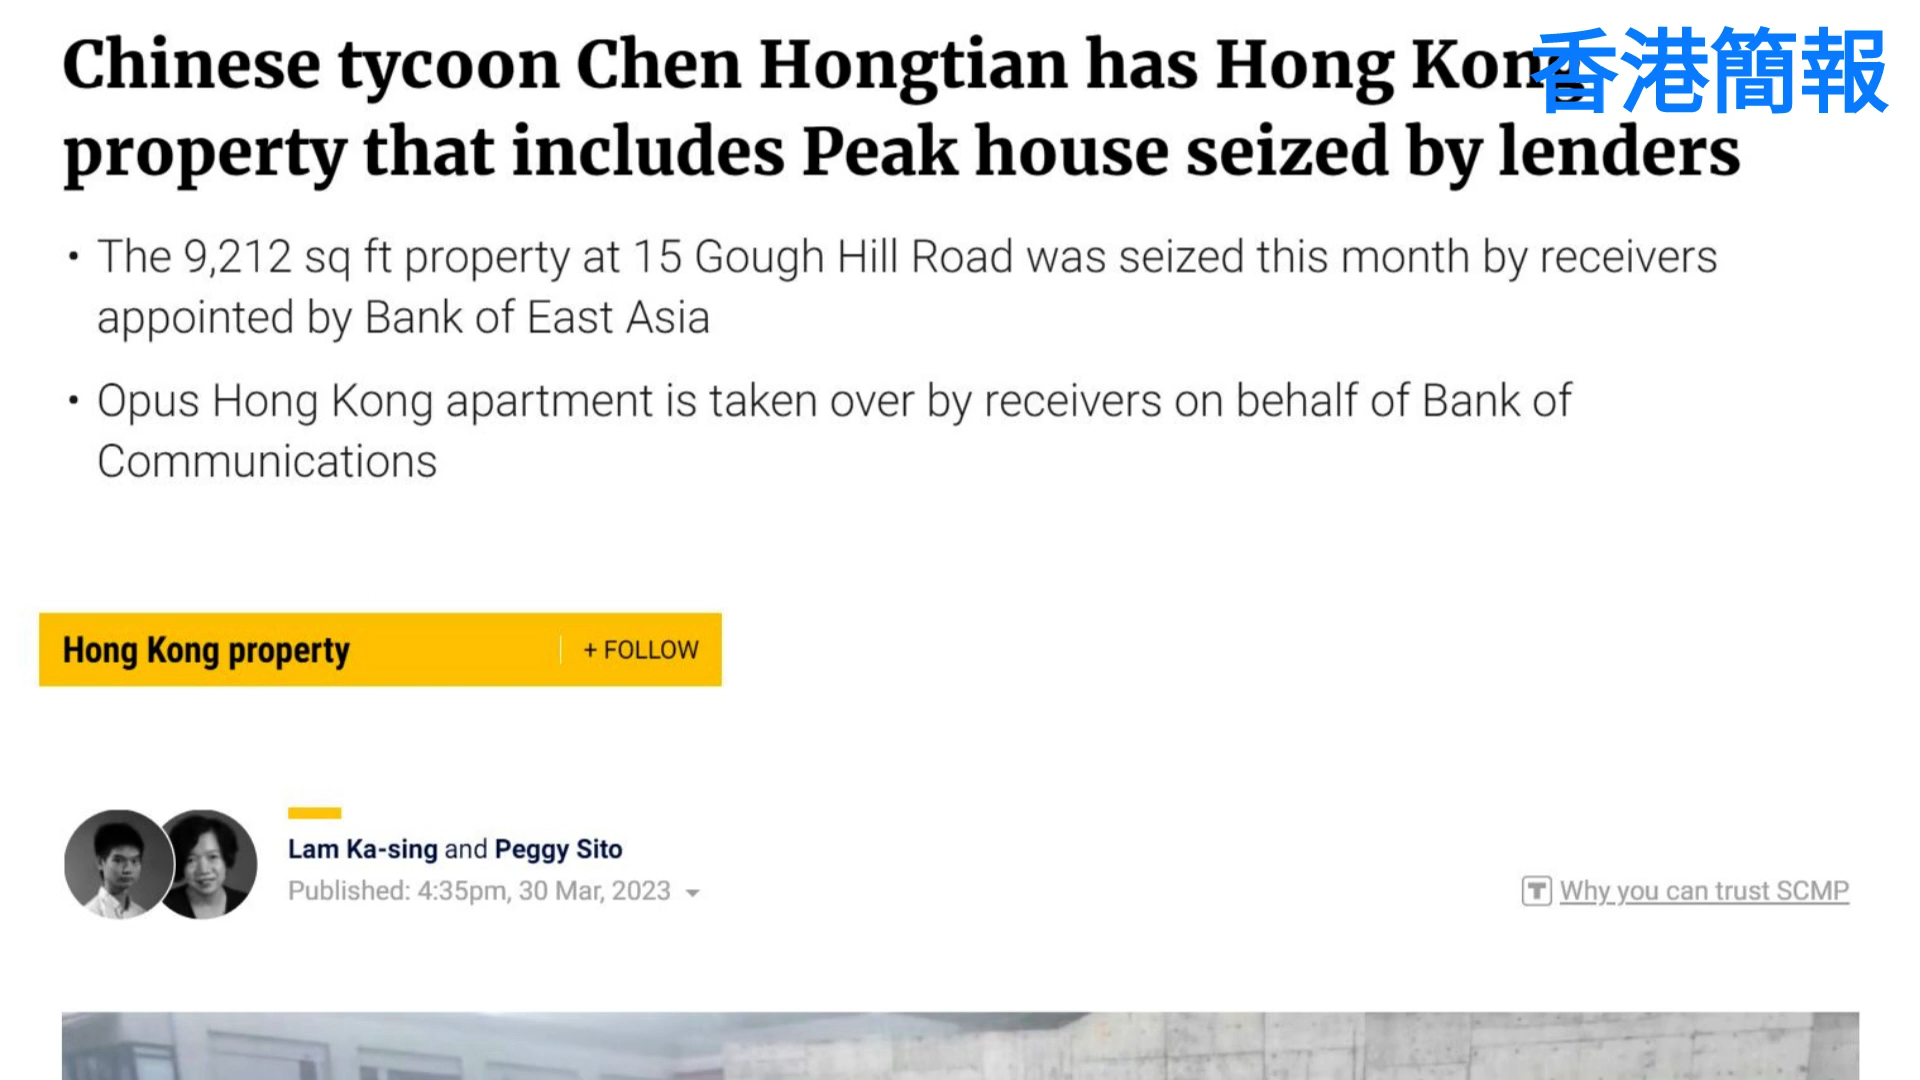 Chinese tycoon Chen Hongtian has Hong Kong
香港簡報
property that includes Peak house seized by lenders
• The 9,212 sq ft property at 15 Gough Hill Road was seized this month by receivers
appointed by Bank of East Asia
• Opus Hong Kong apartment is taken over by receivers on behalf of Bank of
Communications
Hong Kong property
+ FOLLOW
Lam Ka-sing and Peggy Sito
Published: 4:35pm, 30 Mar, 2023
T Why you can trust SCMP